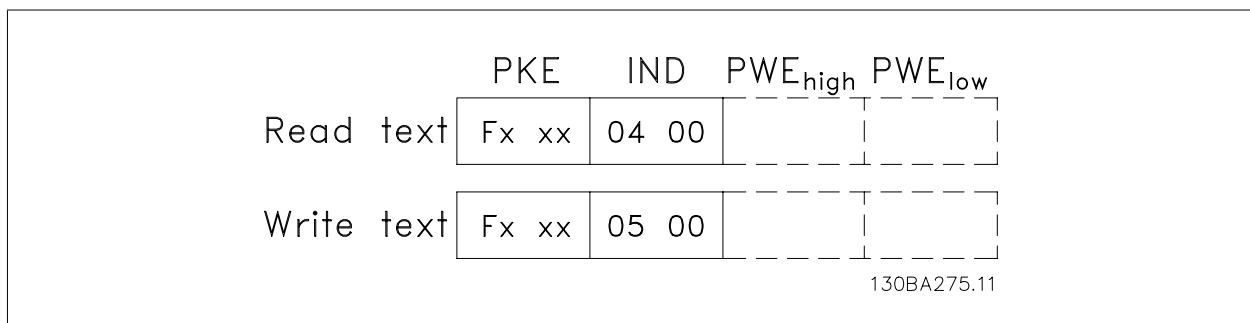 PKE IND PWEhigh PWElow
Read text Fx xx 04 00
Write text Fx xx 05 00
130BA275.11